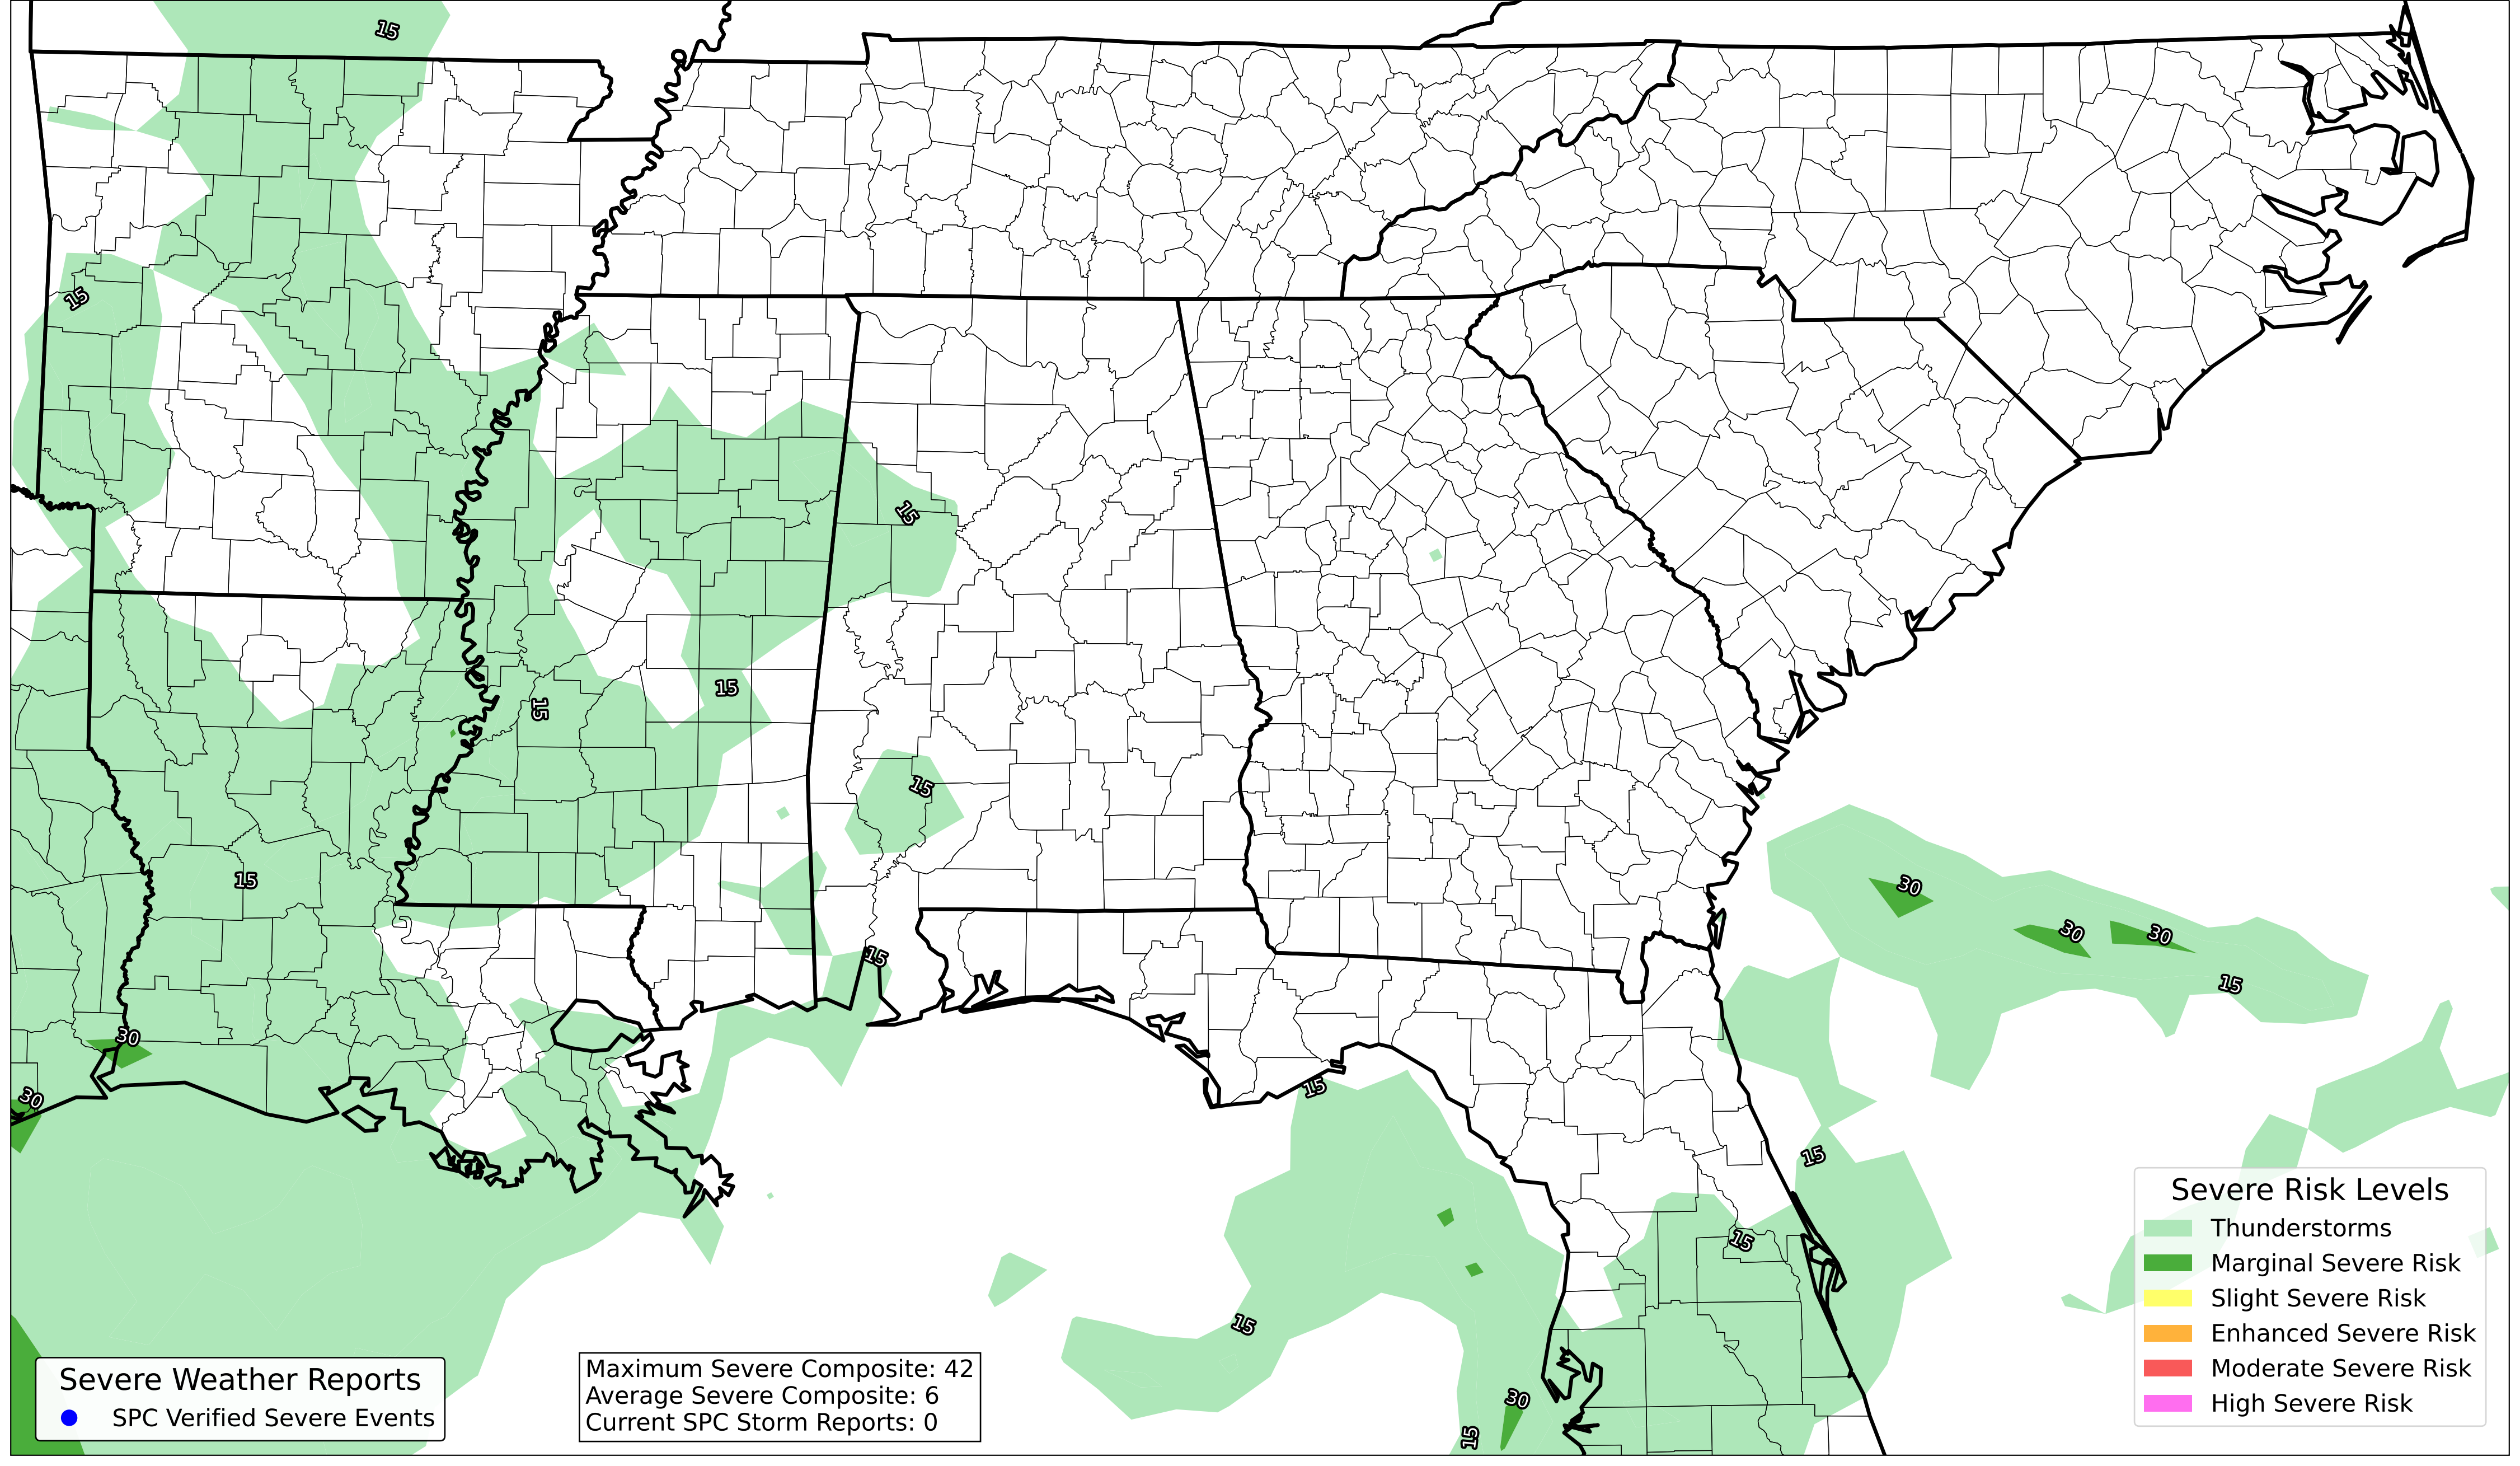 15
15
15
15
15
15
15
15
30
30
30
15
30
30
15
15
15
15
30
15
Severe Risk Levels
Thunderstorms
Marginal Severe Risk
Slight Severe Risk
Enhanced Severe Risk
Moderate Severe Risk
High Severe Risk
Severe Weather Reports
SPC Verified Severe Events
Maximum Severe Composite: 42
Average Severe Composite: 6
Current SPC Storm Reports: 0